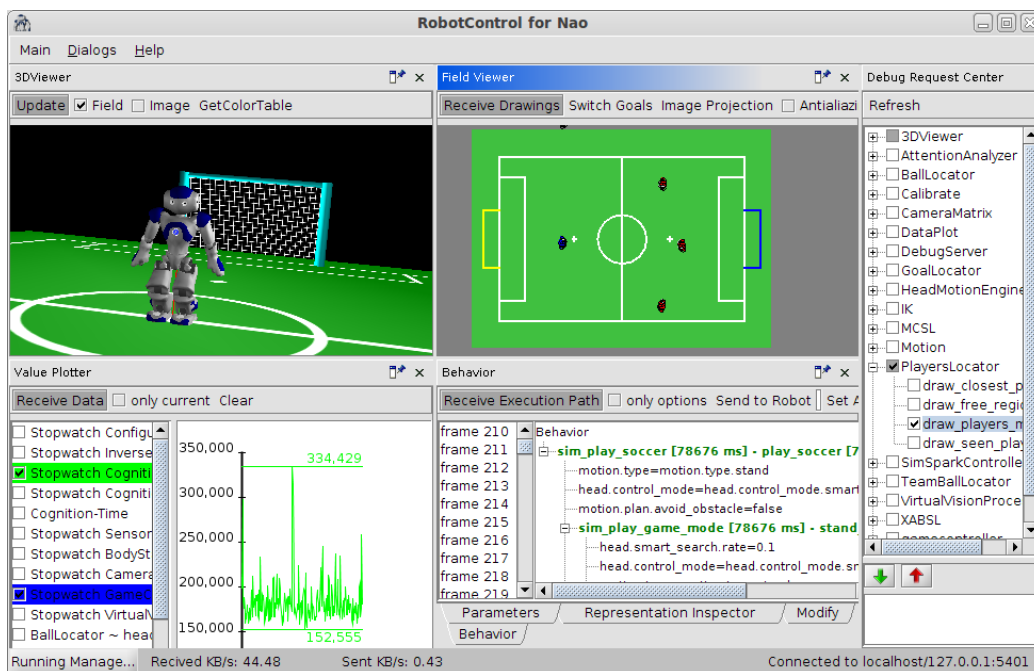 RobotControl for Nao
Main Dialogs Help
3DViewer
Update Field Image GetColorTable
Field Viewer
Receive Drawings Switch Goals Image Projection Antialiazi
Debug Request Center
Refresh
3DViewer
AttentionAnalyzer
BallLocator
Calibrate
CameraMatrix
DataPlot
DebugServer
GoalLocator
HeadMotionEngine
IK
MCSL
Motion
PlayersLocator
draw_closest_p
draw_free_regi
draw_players_m
draw_seen_play
SimSparkControlle
TeamBallLocator
VirtualVisionProce
XABSL
gamecontroller
Value Plotter
Receive Data only current Clear
Stopwatch Configu
Stopwatch Inverse
Stopwatch Cogniti
Stopwatch Cogniti
Cognition-Time
Stopwatch Sensor
Stopwatch BodySt
Stopwatch Camera
Stopwatch GameC
Stopwatch VirtualV
BallLocator ~ head
350,000
300,000
250,000
200,000
150,000
334,429
152,555
Behavior
Receive Execution Path only options Send to Robot Set A
frame 210
frame 211
frame 212
frame 213
frame 214
frame 215
frame 216
frame 217
frame 218
frame 219
Behavior
sim_play_soccer [78676 ms] - play_soccer [7
motion.type=motion.type.stand
head.control_mode=head.control_mode.smar
motion.plan.avoid_obstacle=false
sim_play_game_mode [78676 ms] - stand_
head.smart_search.rate=0.1
head.control_mode=head.control_mode.sm
Parameters Representation Inspector Modify
Behavior
Running Manage... Recived KB/s: 44.48 Sent KB/s: 0.43 Connected to localhost/127.0.0.1:5401